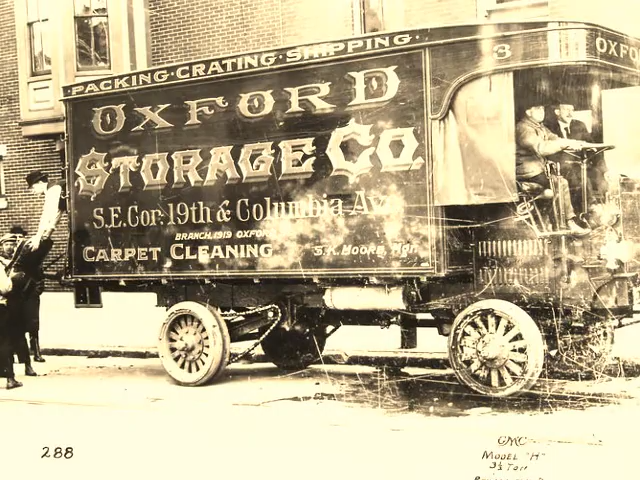 ·PACKING·CRATING·SHIPPING·
3
OXFO
OXFORD
STORAGE CO.
S.E.Cor. 19th & Columbia Av
BRANCH, 1919 OXFORD
CARPET CLEANING
S.K. MOORE, Mgr.
288
GMC
MODEL "H"
3½ TON